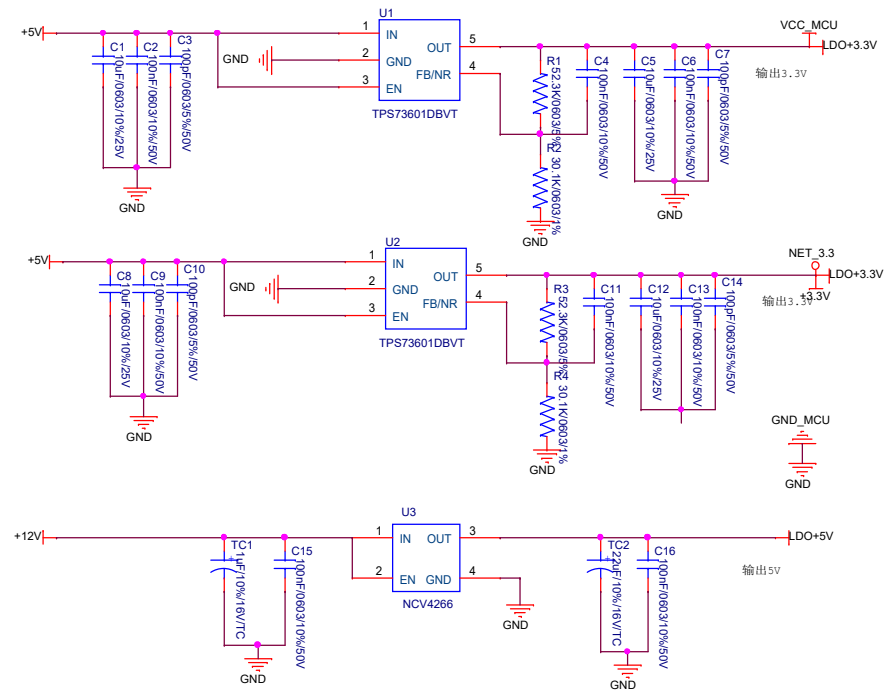 U1
VCC_MCU
+5V
1
IN
OUT
5
LDO+3.3V
GND
2
GND
FB/NR
4
3
EN
TPS73601DBVT
C1
10uF/0603/10%/25V
C2
100nF/0603/10%/50V
C3
100pF/0603/5%/50V
GND
R1
52.3K/0603/5%
C4
100nF/0603/10%/50V
C5
10uF/0603/10%/25V
C6
100nF/0603/10%/50V
C7
100pF/0603/5%/50V
输出3.3V
R2
30.1K/0603/1%
GND
GND
U2
NET_3.3
+5V
1
IN
OUT
5
LDO+3.3V
GND
2
GND
FB/NR
4
3
EN
TPS73601DBVT
C8
10uF/0603/10%/25V
C9
100nF/0603/10%/50V
C10
100pF/0603/5%/50V
GND
R3
52.3K/0603/5%
C11
100nF/0603/10%/50V
C12
10uF/0603/10%/25V
C13
100nF/0603/10%/50V
C14
100pF/0603/5%/50V
输出3.3V
+3.3V
R4
30.1K/0603/1%
GND
GND_MCU
GND
U3
+12V
1
IN
OUT
3
LDO+5V
2
EN
GND
4
NCV4266
TC1
1uF/10%/16V/TC
C15
100nF/0603/10%/50V
GND
GND
TC2
22uF/10%/16V/TC
C16
100nF/0603/10%/50V
GND
输出5V